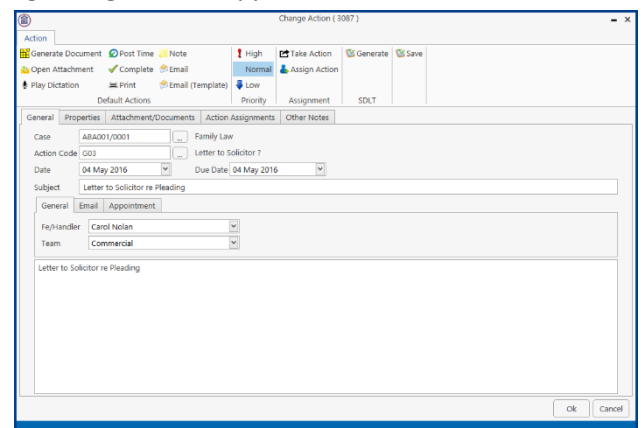 Change Action ( 3087 )
Action
Generate Document Post Time Note High Take Action Generate Save
Open Attachment Complete Email Normal Assign Action
Play Dictation Print Email (Template) Low
Default Actions Priority Assignment SDLT
General Properties Attachment/Documents Action Assignments Other Notes
Case ABA001/0001 ... Family Law
Action Code G03 ... Letter to Solicitor ?
Date 04 May 2016 Due Date 04 May 2016
Subject Letter to Solicitor re Pleading
General Email Appointment
Fe/Handler Carol Nolan
Team Commercial
Letter to Solicitor re Pleading
Ok Cancel